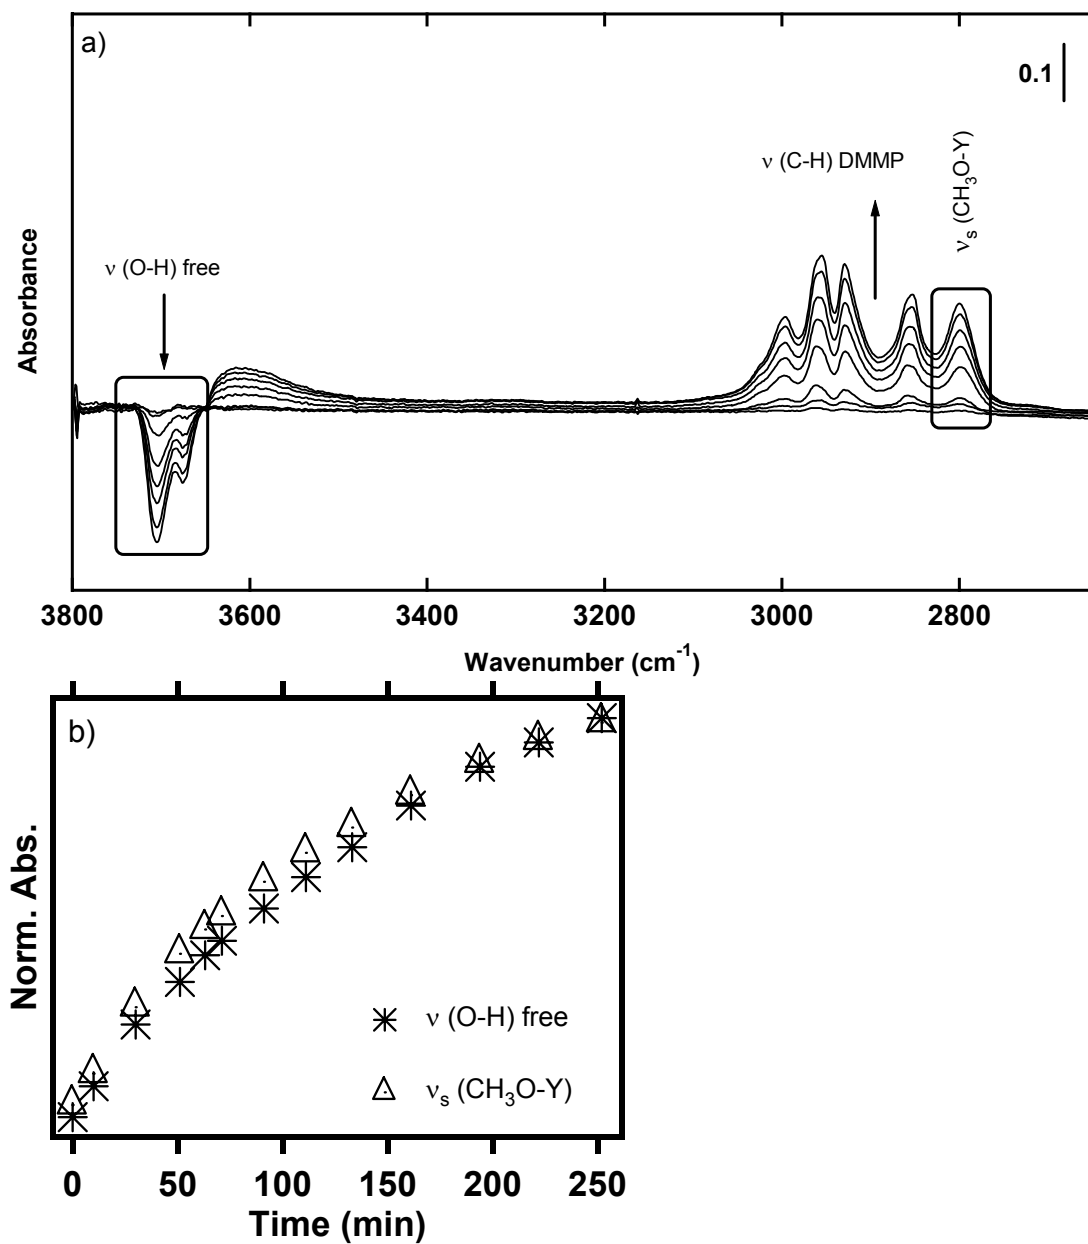 a)
0.1
ν (C-H) DMMP
νₛ (CH₃O-Y)
ν (O-H) free
Absorbance
3800 3600 3400 3200 3000 2800
Wavenumber (cm⁻¹)
b)
Norm. Abs.
ν (O-H) free
νₛ (CH₃O-Y)
0 50 100 150 200 250
Time (min)